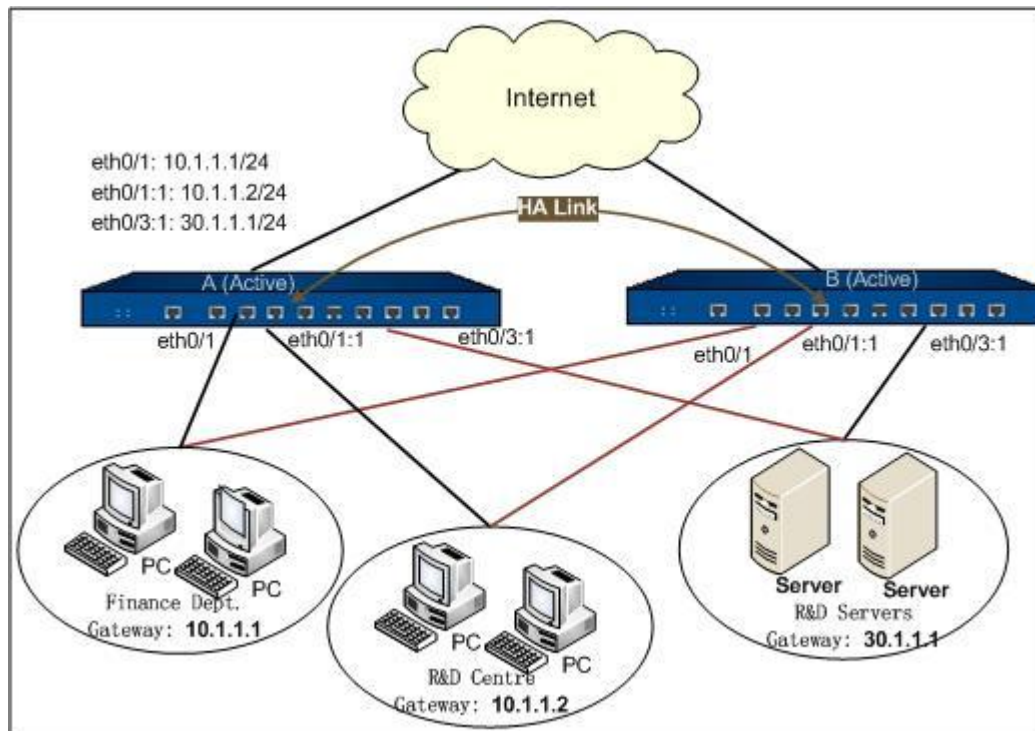 Internet
eth0/1: 10.1.1.1/24
eth0/1:1: 10.1.1.2/24
eth0/3:1: 30.1.1.1/24
HA Link
A (Active)
B (Active)
eth0/1
eth0/1:1
eth0/3:1
eth0/1
eth0/1:1
eth0/3:1
PC
PC
Finance Dept.
Gateway: 10.1.1.1
PC
PC
R&D Centre
Gateway: 10.1.1.2
Server
Server
R&D Servers
Gateway: 30.1.1.1